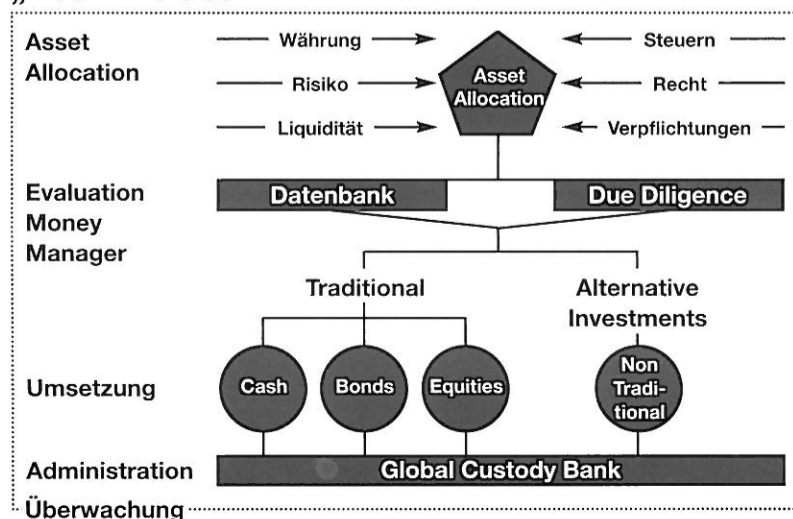 Asset
Allocation
Währung
Risiko
Liquidität
Asset
Allocation
Steuern
Recht
Verpflichtungen
Evaluation
Money
Manager
Datenbank
Due Diligence
Traditional
Alternative
Investments
Umsetzung
Cash
Bonds
Equities
Non
Tradi-
tional
Administration
Global Custody Bank
Überwachung